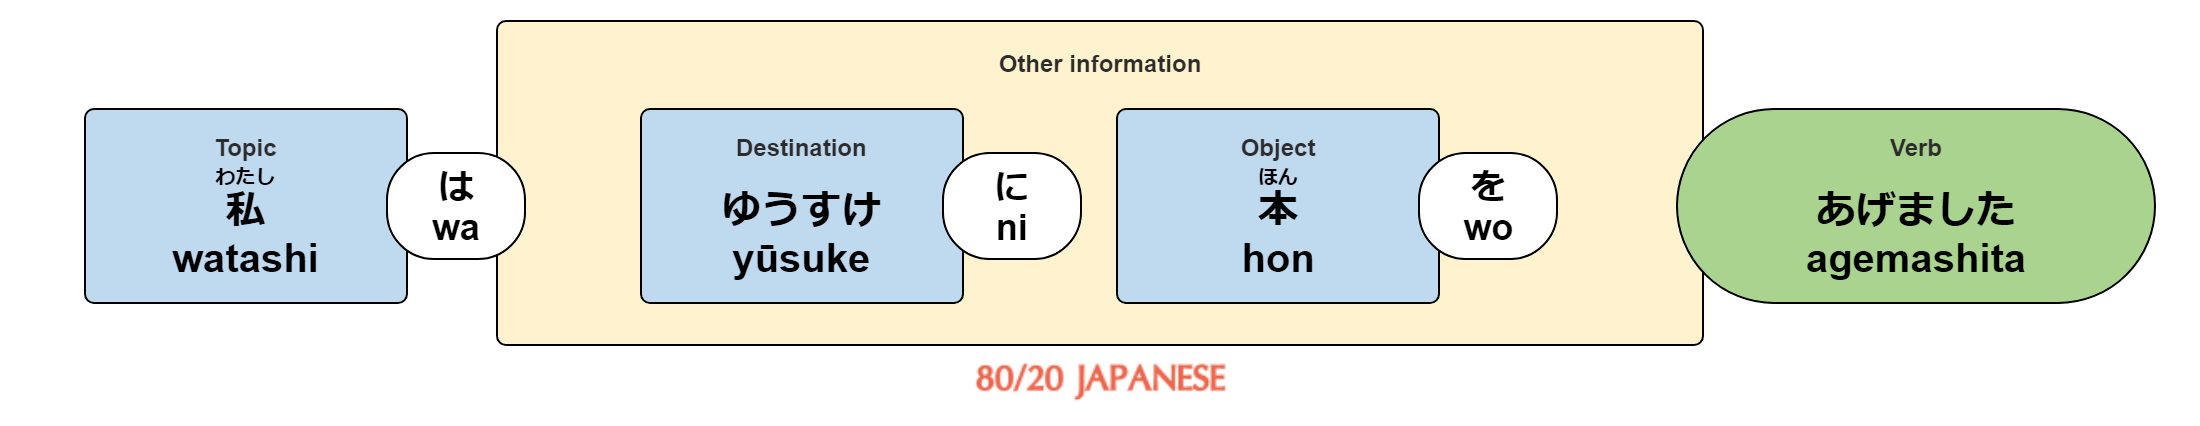 Other information
Topic
わたし
私
watashi
は
wa
Destination
ゆうすけ
yūsuke
に
ni
Object
ほん
本
hon
を
wo
Verb
あげました
agemashita
80/20 JAPANESE